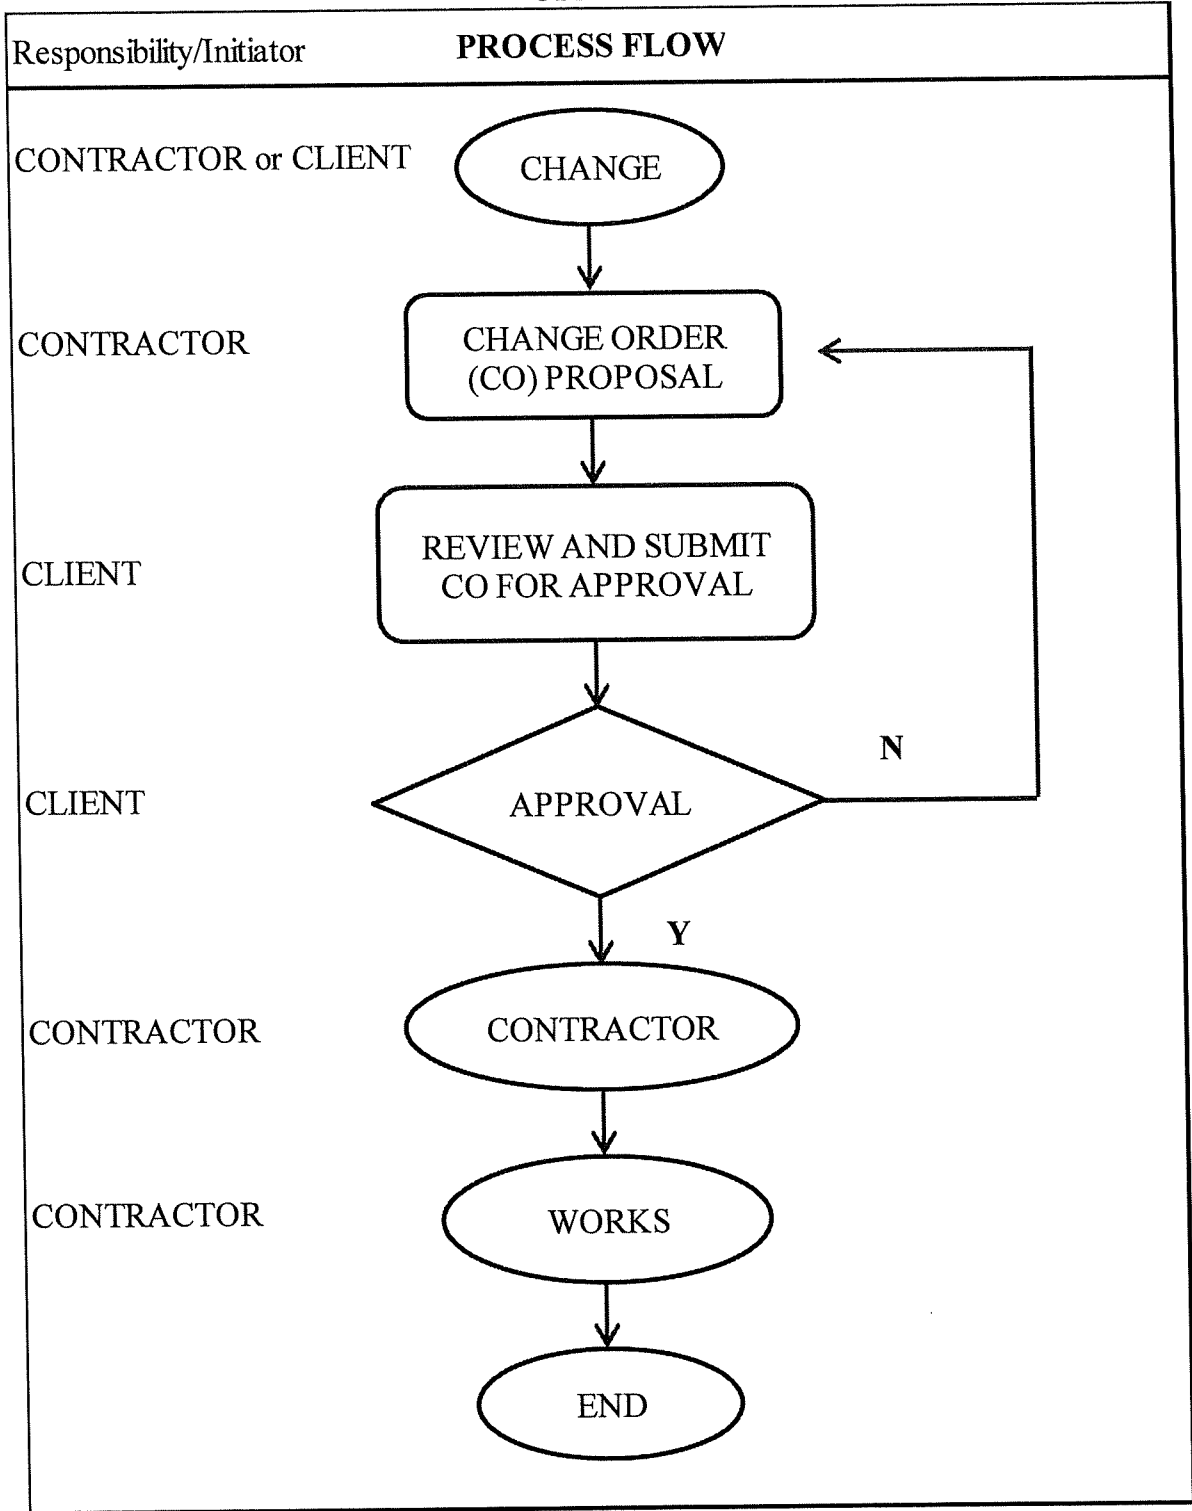 Responsibility/Initiator PROCESS FLOW
CONTRACTOR or CLIENT CHANGE
CONTRACTOR
CHANGE ORDER
(CO) PROPOSAL
CLIENT
REVIEW AND SUBMIT
CO FOR APPROVAL
N
CLIENT APPROVAL
Y
CONTRACTOR CONTRACTOR
CONTRACTOR WORKS
END